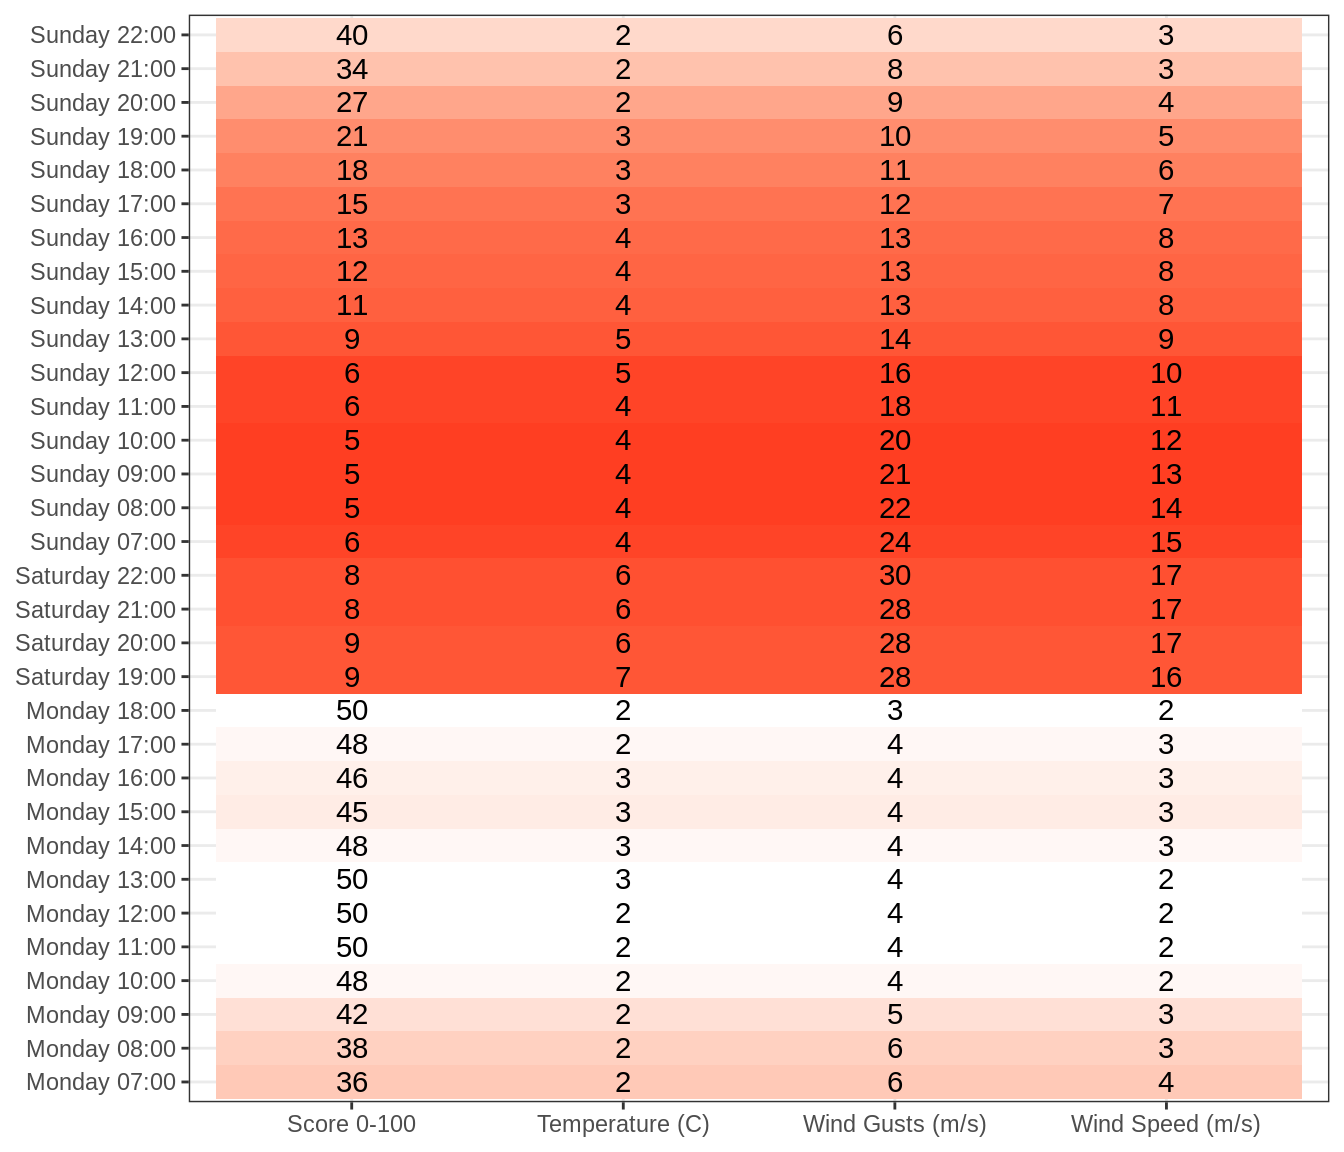 Sunday 22:00 40 2 6 3
Sunday 21:00 34 2 8 3
Sunday 20:00 27 2 9 4
Sunday 19:00 21 3 10 5
Sunday 18:00 18 3 11 6
Sunday 17:00 15 3 12 7
Sunday 16:00 13 4 13 8
Sunday 15:00 12 4 13 8
Sunday 14:00 11 4 13 8
Sunday 13:00 9 5 14 9
Sunday 12:00 6 5 16 10
Sunday 11:00 6 4 18 11
Sunday 10:00 5 4 20 12
Sunday 09:00 5 4 21 13
Sunday 08:00 5 4 22 14
Sunday 07:00 6 4 24 15
Saturday 22:00 8 6 30 17
Saturday 21:00 8 6 28 17
Saturday 20:00 9 6 28 17
Saturday 19:00 9 7 28 16
Monday 18:00 50 2 3 2
Monday 17:00 48 2 4 3
Monday 16:00 46 3 4 3
Monday 15:00 45 3 4 3
Monday 14:00 48 3 4 3
Monday 13:00 50 3 4 2
Monday 12:00 50 2 4 2
Monday 11:00 50 2 4 2
Monday 10:00 48 2 4 2
Monday 09:00 42 2 5 3
Monday 08:00 38 2 6 3
Monday 07:00 36 2 6 4
Score 0-100 Temperature (C) Wind Gusts (m/s) Wind Speed (m/s)